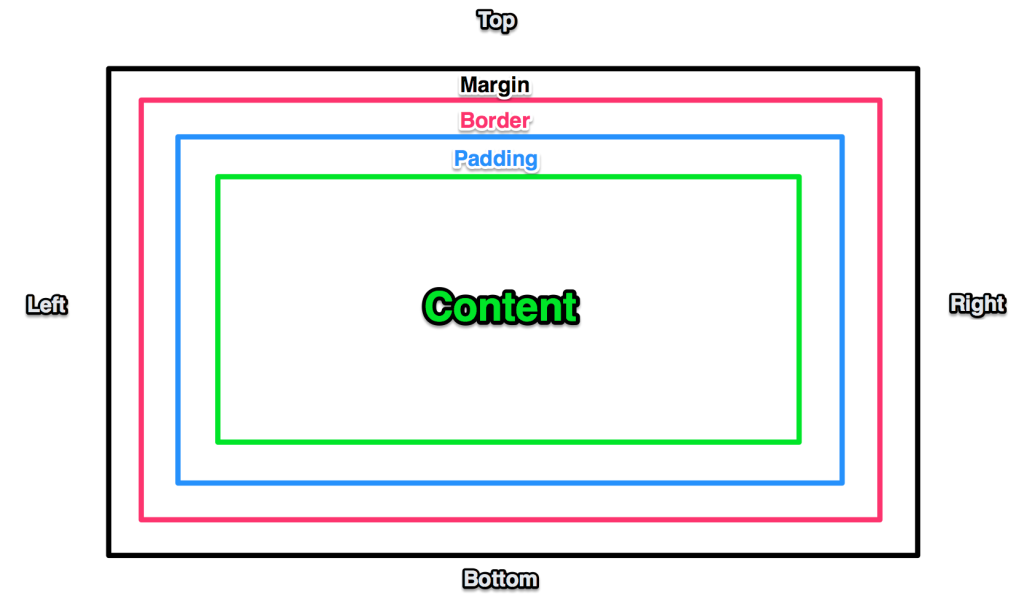 Top
Margin
Border
Padding
Left
Content
Right
Bottom